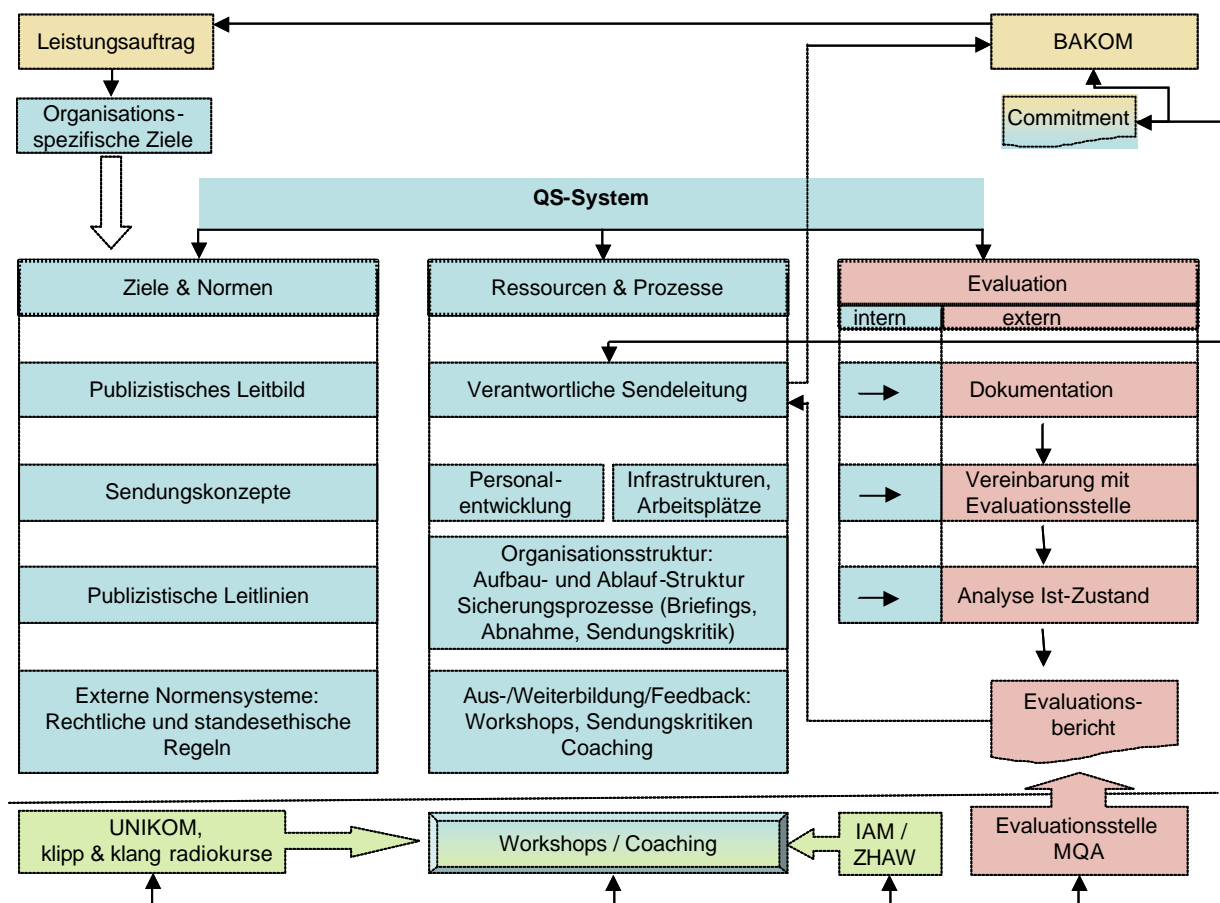 Leistungsauftrag
BAKOM
Organisations-
spezifische Ziele
Commitment
QS-System
Ziele & Normen
Ressourcen & Prozesse
Evaluation
intern
extern
Publizistisches Leitbild
Verantwortliche Sendeleitung
Dokumentation
Sendungskonzepte
Personal-
entwicklung
Infrastrukturen,
Arbeitsplätze
Vereinbarung mit
Evaluationsstelle
Organisationsstruktur:
Aufbau- und Ablauf-Struktur
Sicherungsprozesse (Briefings,
Abnahme, Sendungskritik)
Publizistische Leitlinien
Analyse Ist-Zustand
Externe Normensysteme:
Rechtliche und standesethische
Regeln
Aus-/Weiterbildung/Feedback:
Workshops, Sendungskritiken
Coaching
Evaluations-
bericht
UNIKOM,
klipp & klang radiokurse
Workshops / Coaching
IAM /
ZHAW
Evaluationsstelle
MQA